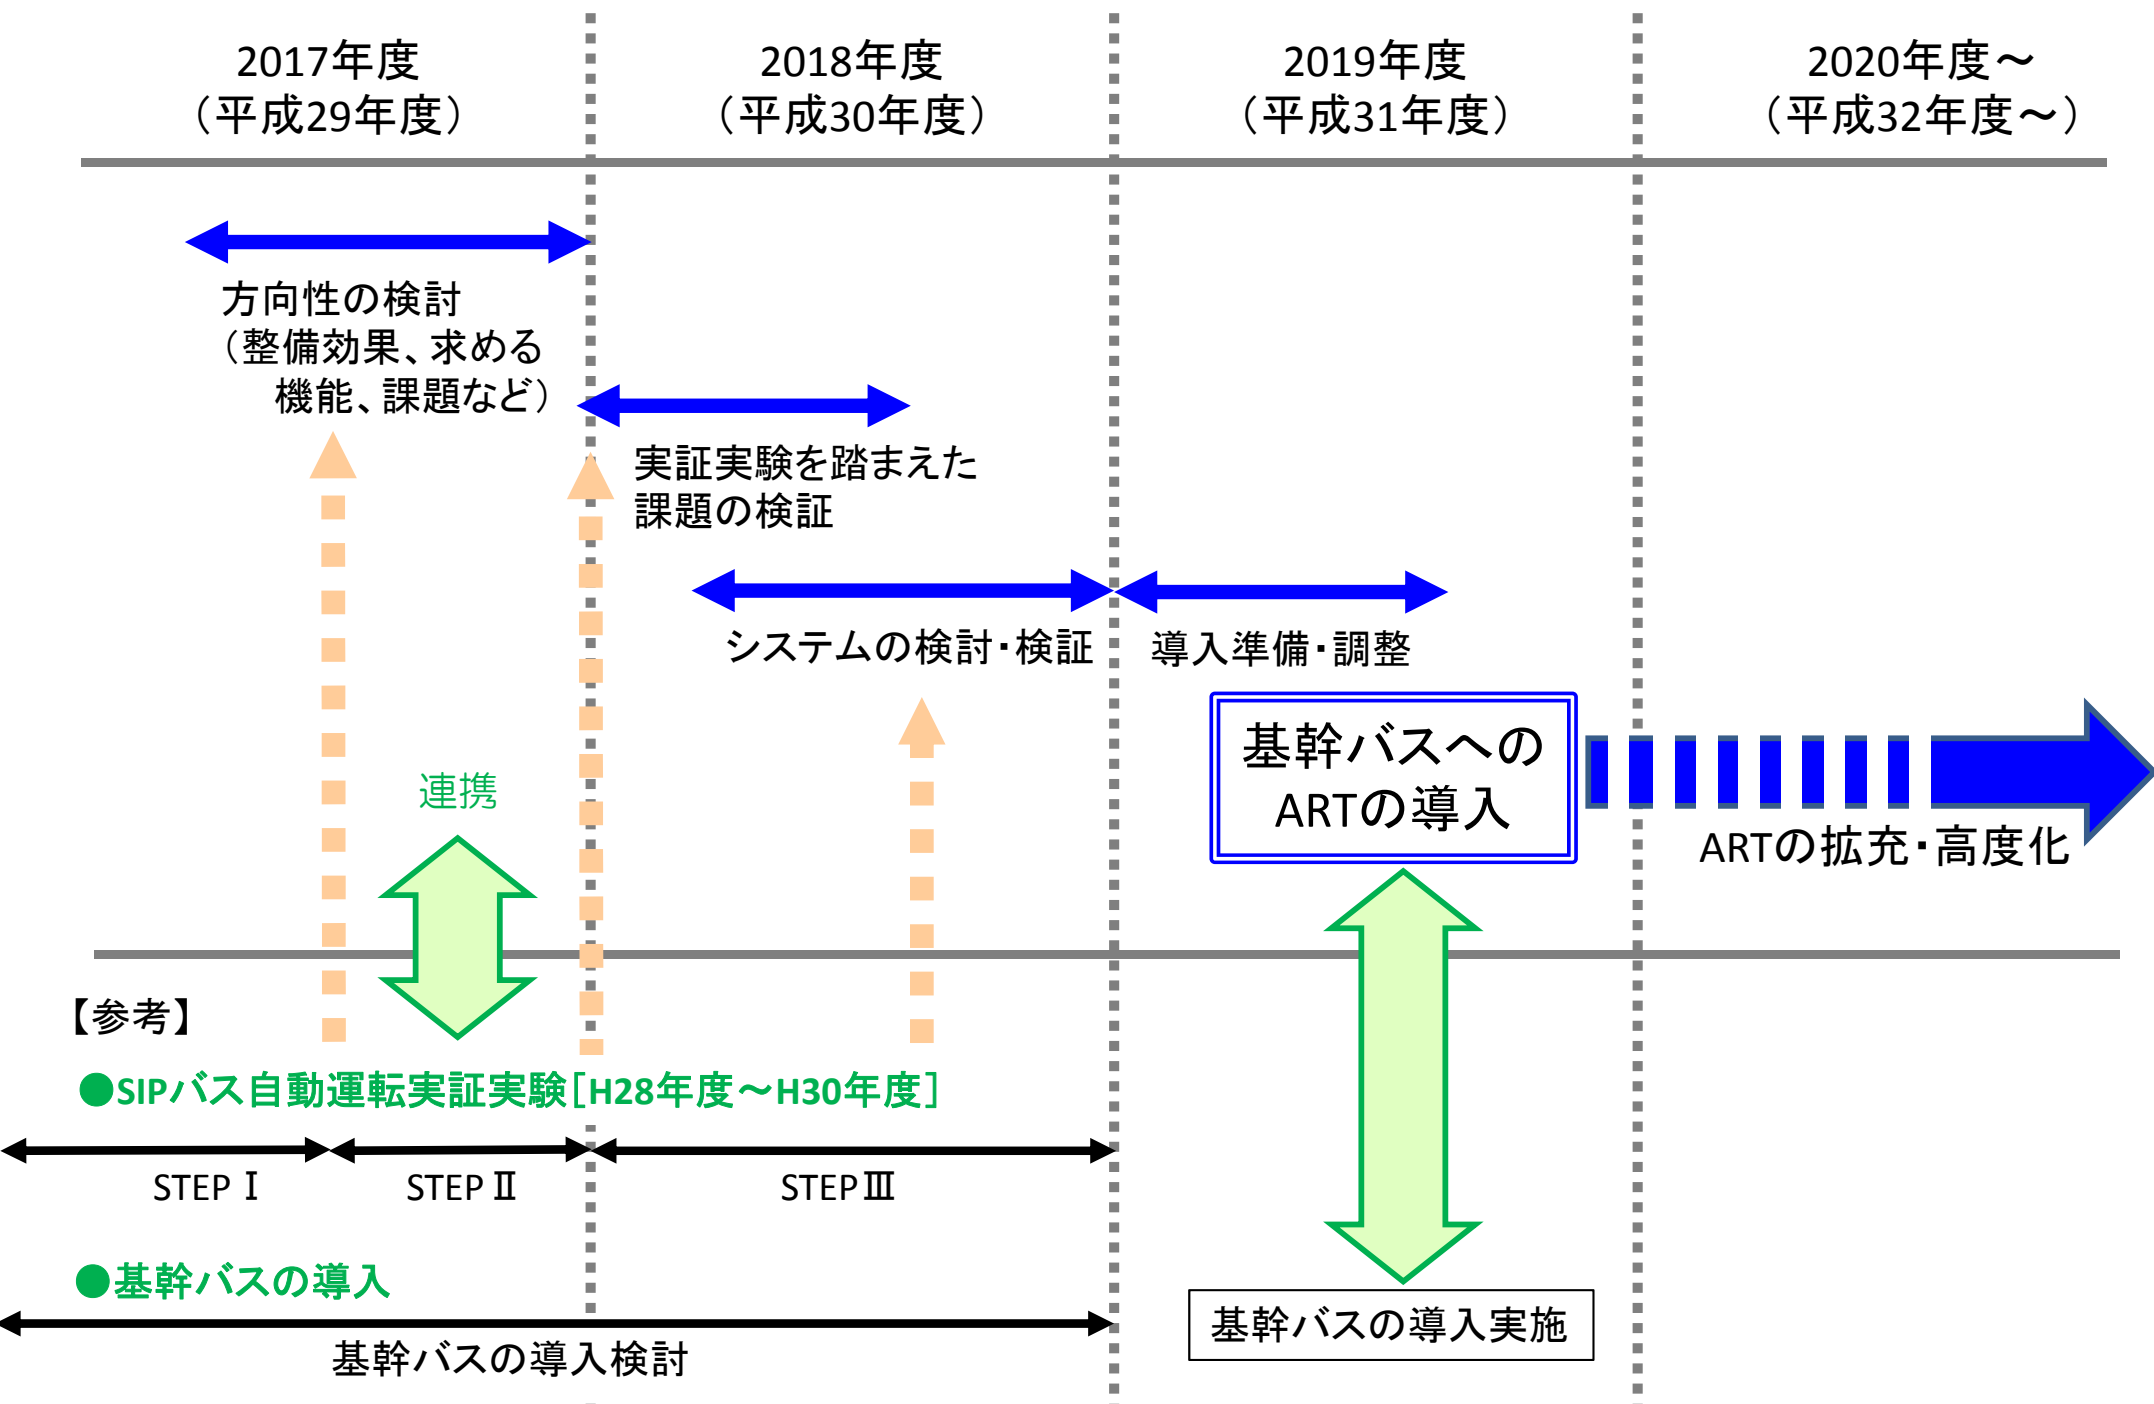 2017年度
（平成29年度）
2018年度
（平成30年度）
2019年度
（平成31年度）
2020年度～
（平成32年度～）
方向性の検討
（整備効果、求める
機能、課題など）
実証実験を踏まえた
課題の検証
システムの検討・検証
導入準備・調整
基幹バスへの
ARTの導入
ARTの拡充・高度化
連携
【参考】
●SIPバス自動運転実証実験［H28年度～H30年度］
STEPⅠ
STEPⅡ
STEPⅢ
●基幹バスの導入
基幹バスの導入検討
基幹バスの導入実施